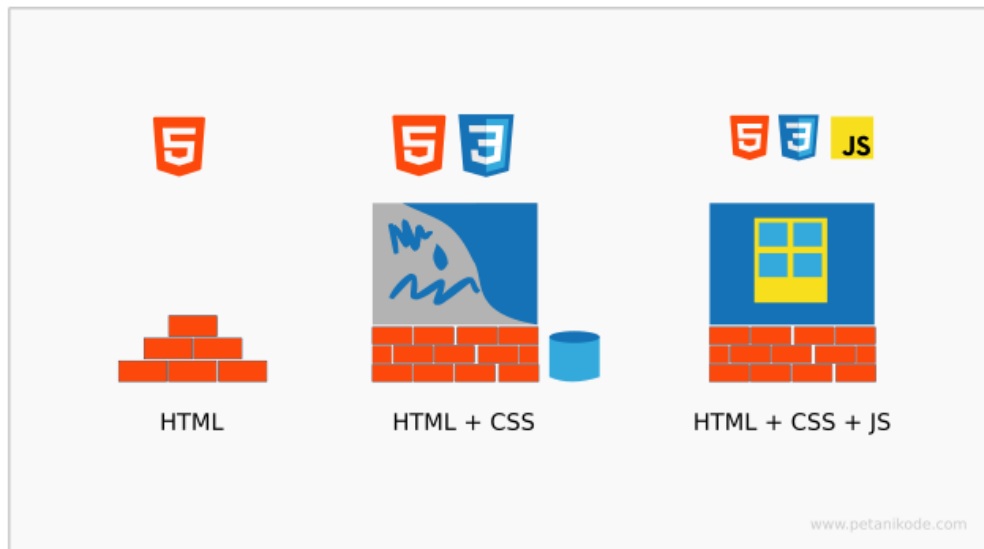 5
5 3
5 3 JS
HTML
HTML + CSS
HTML + CSS + JS
www.petanikode.com